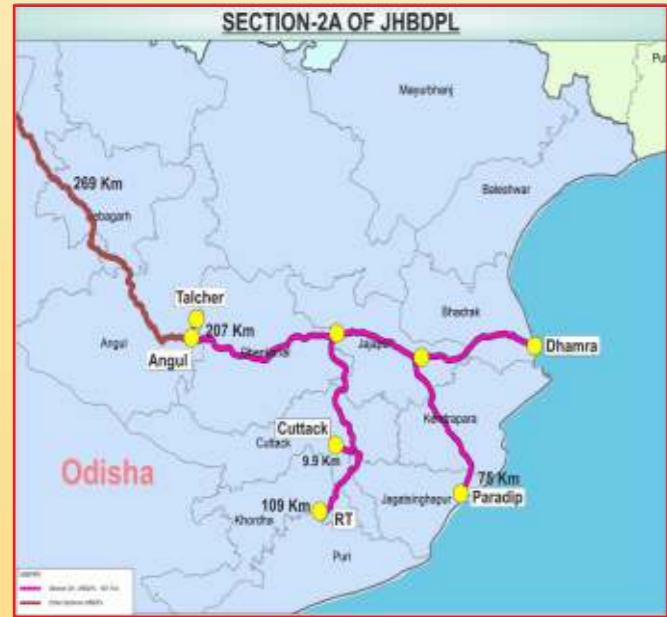 SECTION-2A OF JHBDPL
Mayurbhanj
269 Km
Baleshwar
Talcher
Bhadrak
207 Km
Angul
Jajapur
Dhamra
Angul
Kendrapara
Cuttack
Cuttack
9.9 Km
75 Km
Odisha
Jagatsinghapur
Paradip
109 Km
RT
Khordha
Puri